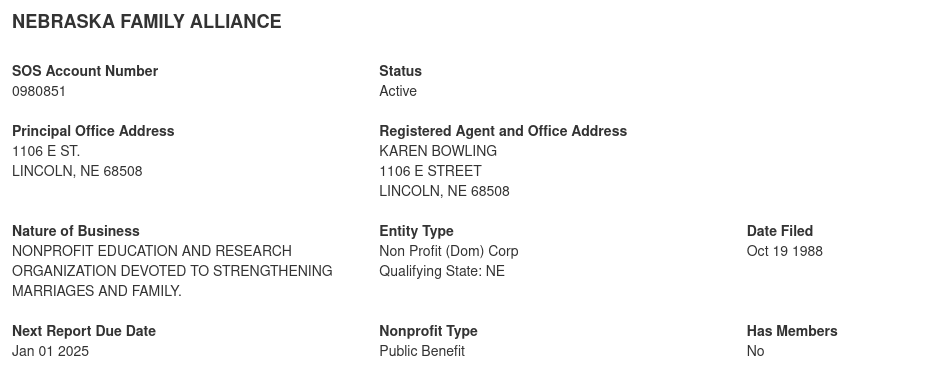 NEBRASKA FAMILY ALLIANCE
SOS Account Number
0980851
Status
Active
Principal Office Address
1106 E ST.
LINCOLN, NE 68508
Registered Agent and Office Address
KAREN BOWLING
1106 E STREET
LINCOLN, NE 68508
Nature of Business
NONPROFIT EDUCATION AND RESEARCH
ORGANIZATION DEVOTED TO STRENGTHENING
MARRIAGES AND FAMILY.
Entity Type
Non Profit (Dom) Corp
Qualifying State: NE
Date Filed
Oct 19 1988
Next Report Due Date
Jan 01 2025
Nonprofit Type
Public Benefit
Has Members
No